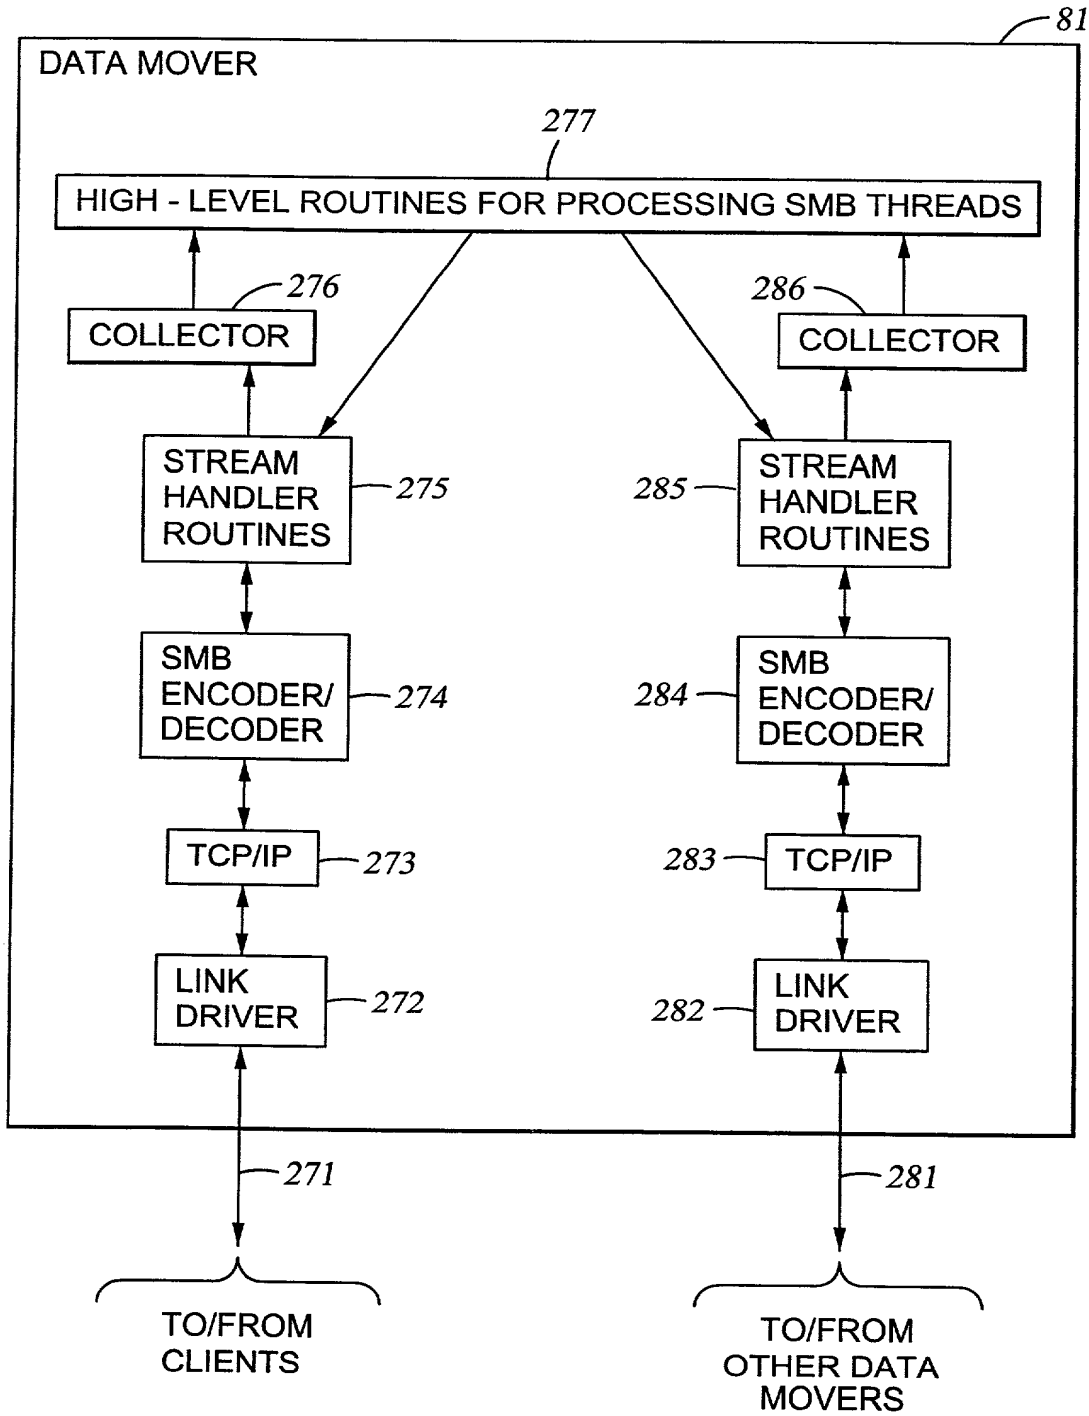 81
DATA MOVER
277
HIGH - LEVEL ROUTINES FOR PROCESSING SMB THREADS
276
COLLECTOR
286
COLLECTOR
STREAM
HANDLER
ROUTINES
275
285
STREAM
HANDLER
ROUTINES
SMB
ENCODER/
DECODER
274
284
SMB
ENCODER/
DECODER
TCP/IP
273
283
TCP/IP
LINK
DRIVER
272
282
LINK
DRIVER
271
281
TO/FROM
CLIENTS
TO/FROM
OTHER DATA
MOVERS